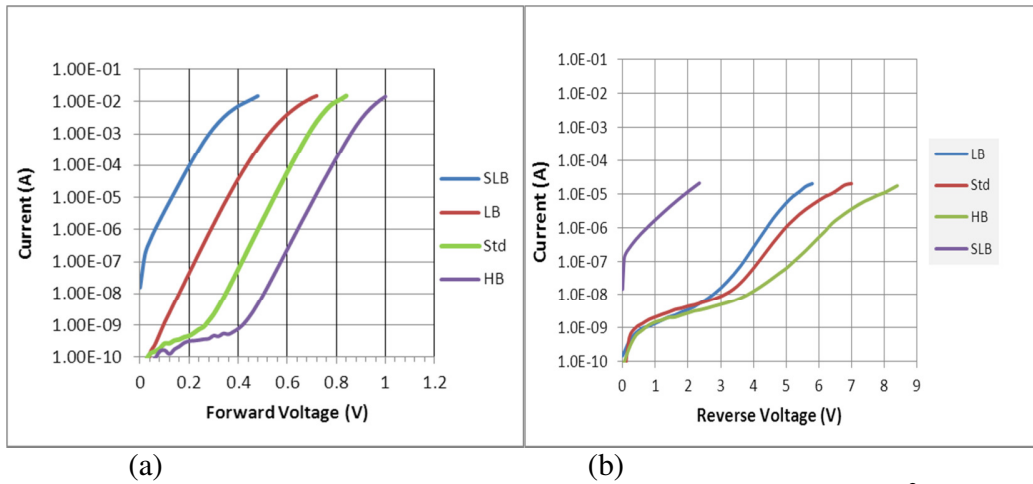 1.00E-01
1.00E-02
1.00E-03
1.00E-04
1.00E-05
1.00E-06
1.00E-07
1.00E-08
1.00E-09
1.00E-10
Current (A)
0 0.2 0.4 0.6 0.8 1 1.2
Forward Voltage (V)
SLB
LB
Std
HB
(a)
1.0E-01
1.0E-02
1.0E-03
1.0E-04
1.0E-05
1.0E-06
1.0E-07
1.0E-08
1.0E-09
1.0E-10
Current (A)
0 1 2 3 4 5 6 7 8 9
Reverse Voltage (V)
LB
Std
HB
SLB
(b)